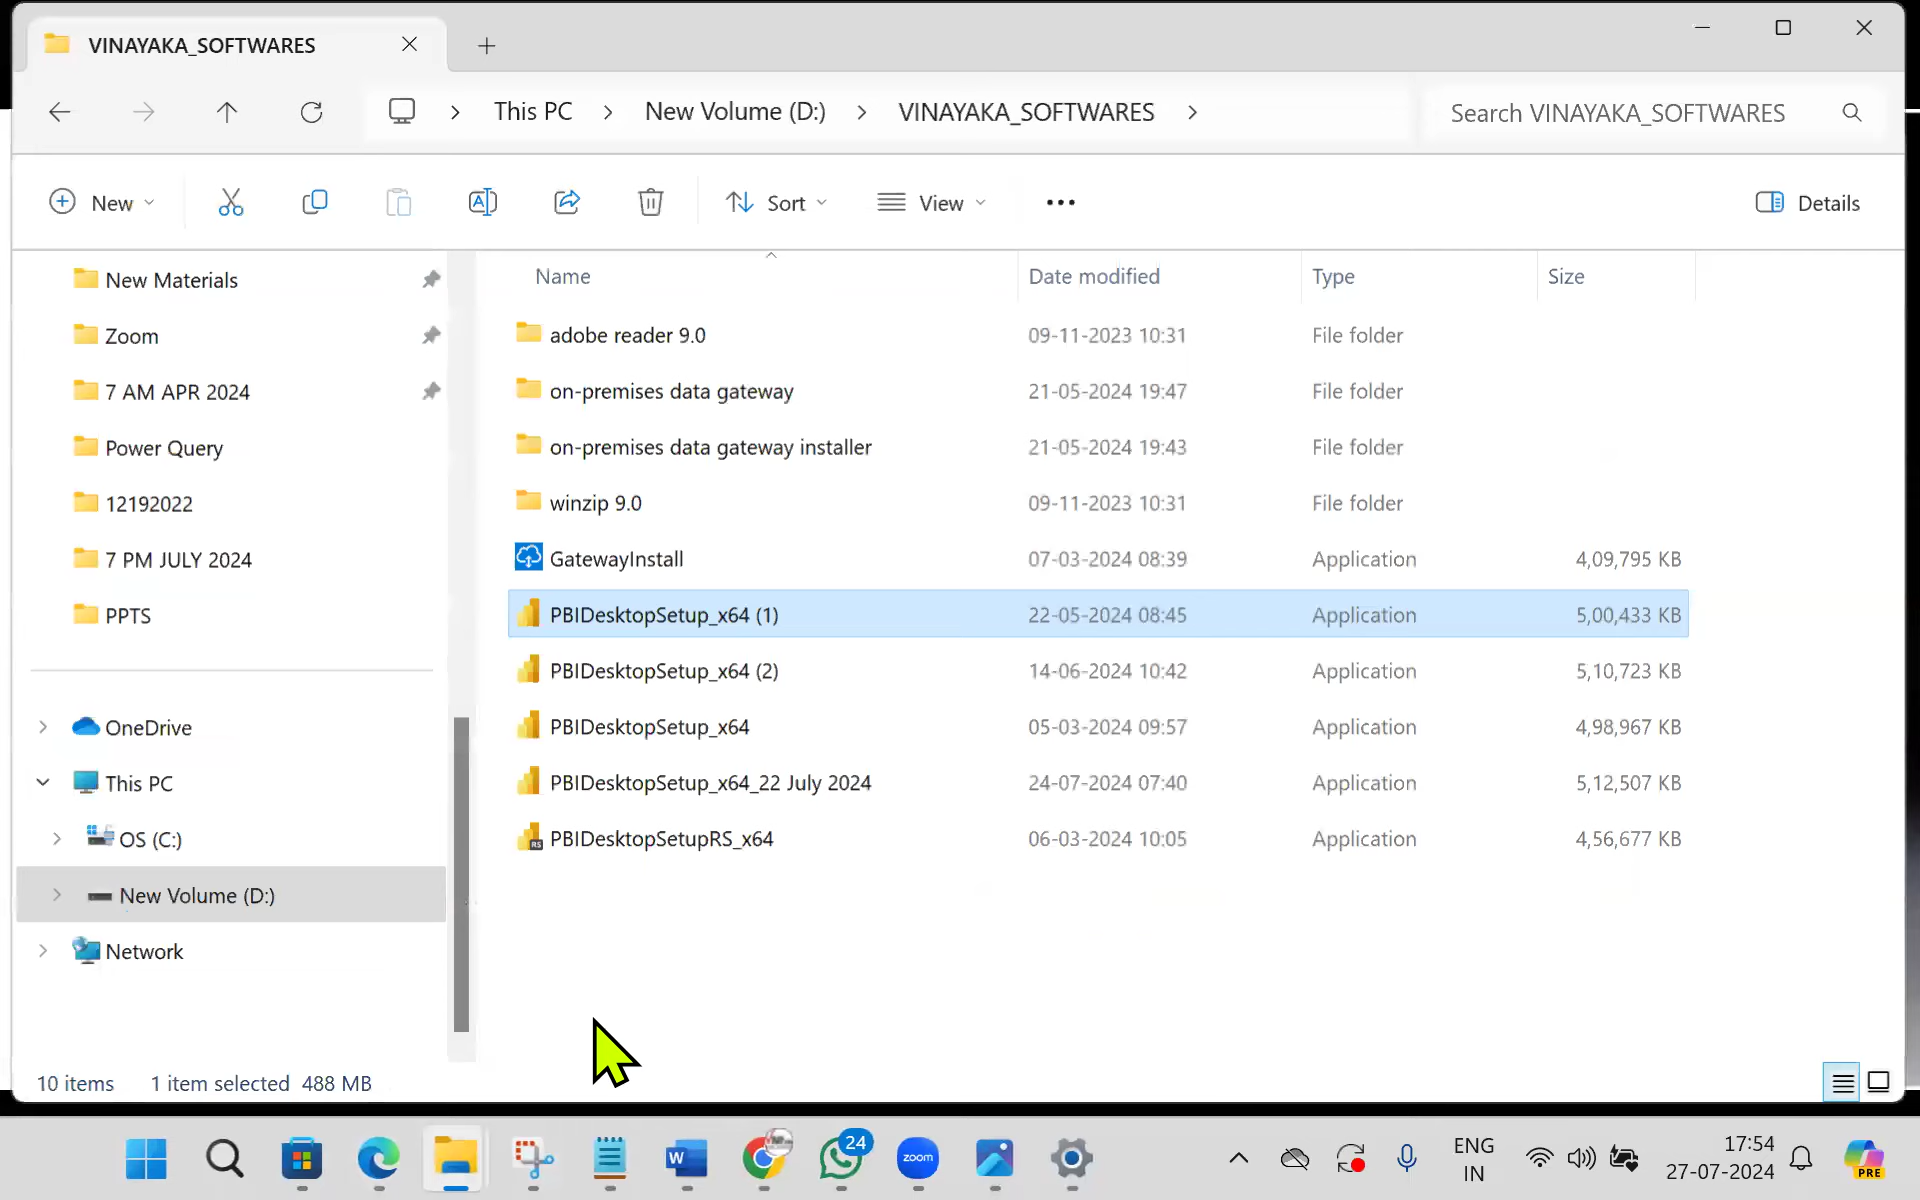 VINAYAKA_SOFTWARES
This PC > New Volume (D:) > VINAYAKA_SOFTWARES >
Search VINAYAKA_SOFTWARES
New
Sort
View
Details
New Materials
Zoom
7 AM APR 2024
Power Query
12192022
7 PM JULY 2024
PPTS
OneDrive
This PC
OS (C:)
New Volume (D:)
Network
Name Date modified Type Size
adobe reader 9.0 09-11-2023 10:31 File folder
on-premises data gateway 21-05-2024 19:47 File folder
on-premises data gateway installer 21-05-2024 19:43 File folder
winzip 9.0 09-11-2023 10:31 File folder
GatewayInstall 07-03-2024 08:39 Application 4,09,795 KB
PBIDesktopSetup_x64 (1) 22-05-2024 08:45 Application 5,00,433 KB
PBIDesktopSetup_x64 (2) 14-06-2024 10:42 Application 5,10,723 KB
PBIDesktopSetup_x64 05-03-2024 09:57 Application 4,98,967 KB
PBIDesktopSetup_x64_22 July 2024 24-07-2024 07:40 Application 5,12,507 KB
PBIDesktopSetupRS_x64 06-03-2024 10:05 Application 4,56,677 KB
10 items 1 item selected 488 MB
W
24
zoom
ENG
IN
17:54
27-07-2024
PRE